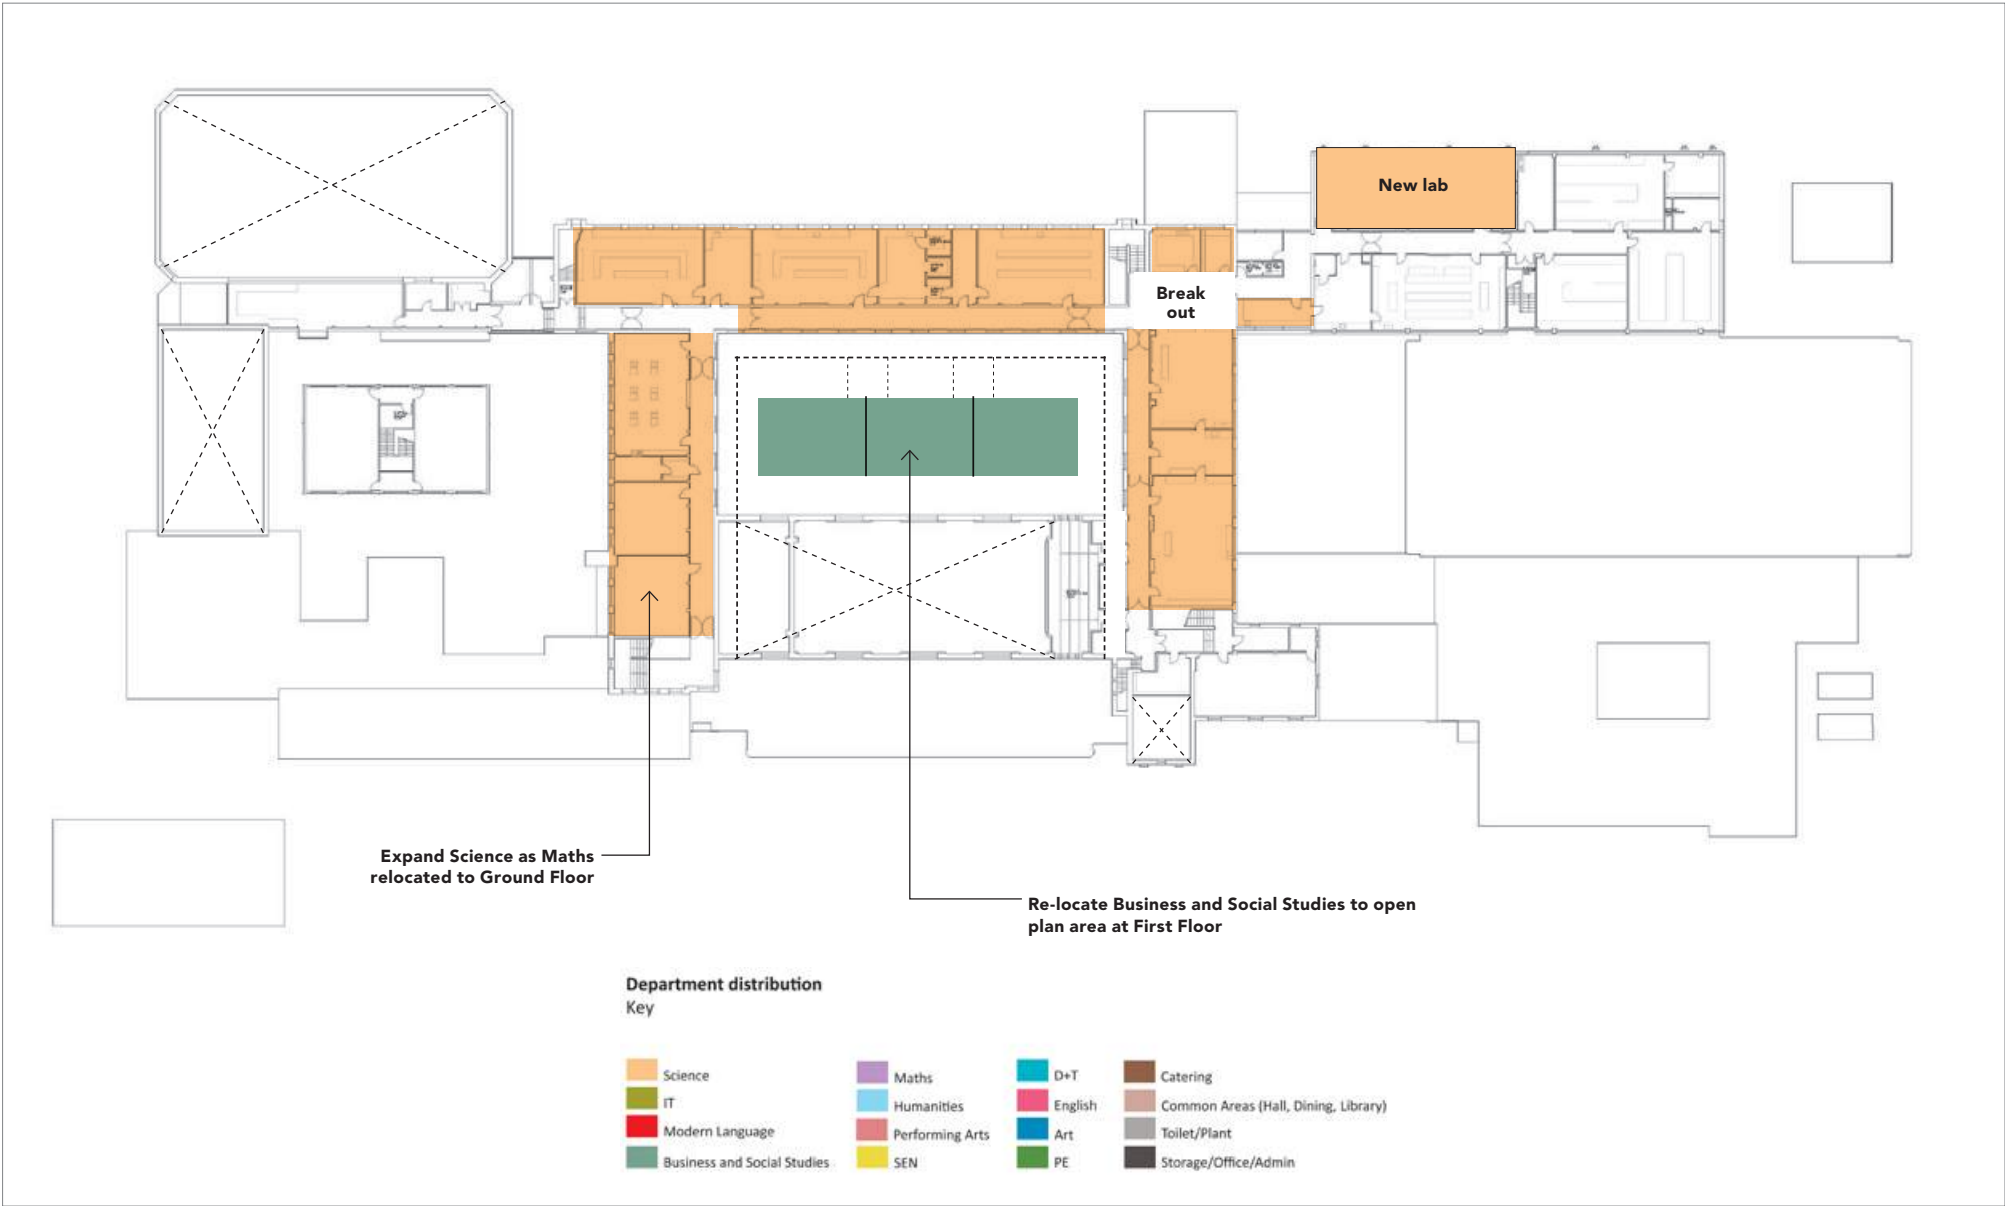 New lab
Break
out
Expand Science as Maths
relocated to Ground Floor
Re-locate Business and Social Studies to open
plan area at First Floor
Department distribution
Key
Science
IT
Modern Language
Business and Social Studies
Maths
Humanities
Performing Arts
SEN
D+T
English
Art
PE
Catering
Common Areas (Hall, Dining, Library)
Toilet/Plant
Storage/Office/Admin